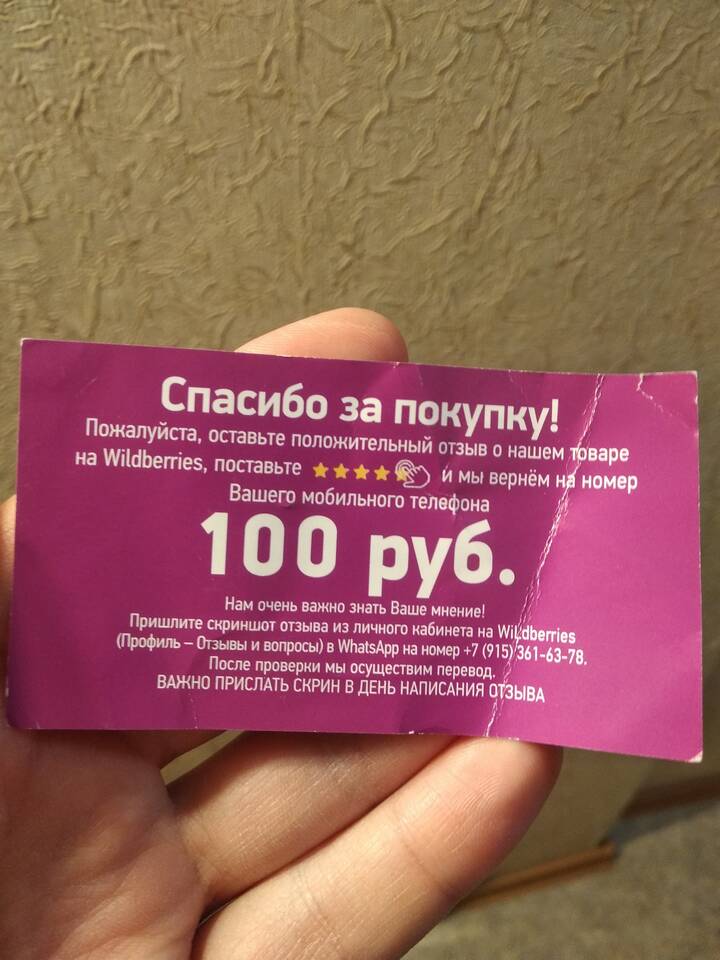 Спасибо за покупку!
Пожалуйста, оставьте положительный отзыв о нашем товаре
на Wildberries, поставьте и мы вернём на номер
Вашего мобильного телефона
100 руб.
Нам очень важно знать Ваше мнение!
Пришлите скриншот отзыва из личного кабинета на Wildberries
(Профиль – Отзывы и вопросы) в WhatsApp на номер +7 (915) 361-63-78.
После проверки мы осуществим перевод.
ВАЖНО ПРИСЛАТЬ СКРИН В ДЕНЬ НАПИСАНИЯ ОТЗЫВА